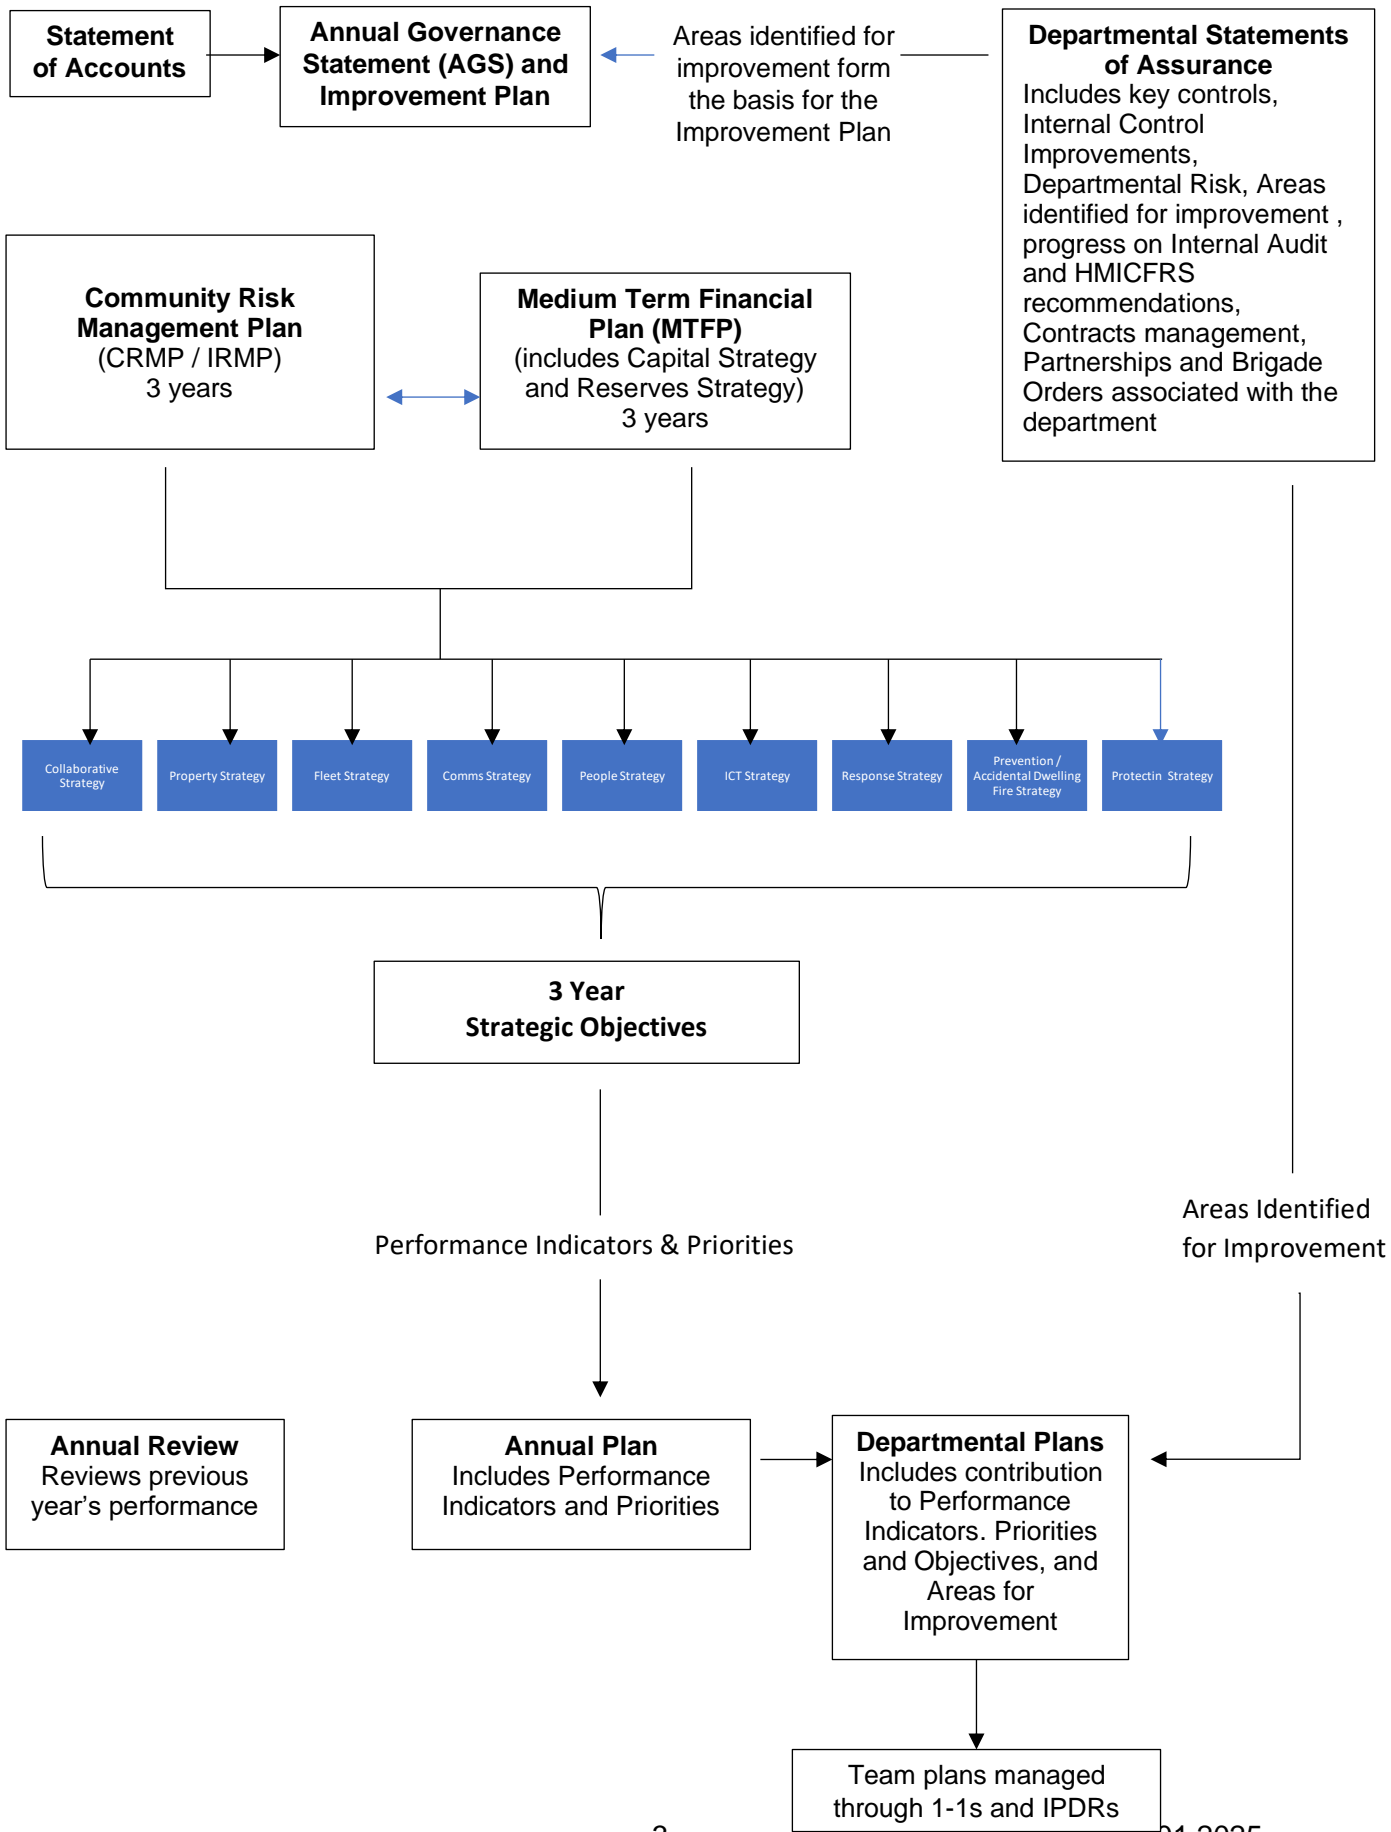 Statement
of Accounts
Annual Governance
Statement (AGS) and
Improvement Plan
Areas identified for
improvement form
the basis for the
Improvement Plan
Departmental Statements
of Assurance
Includes key controls,
Internal Control
Improvements,
Departmental Risk, Areas
identified for improvement ,
progress on Internal Audit
and HMICFRS
recommendations,
Contracts management,
Partnerships and Brigade
Orders associated with the
department
Community Risk
Management Plan
(CRMP / IRMP)
3 years
Medium Term Financial
Plan (MTFP)
(includes Capital Strategy
and Reserves Strategy)
3 years
Collaborative
Strategy
Property Strategy
Fleet Strategy
Comms Strategy
People Strategy
ICT Strategy
Response Strategy
Prevention /
Accidental Dwelling
Fire Strategy
Protectin Strategy
3 Year
Strategic Objectives
Performance Indicators & Priorities
Areas Identified
for Improvement
Annual Review
Reviews previous
year’s performance
Annual Plan
Includes Performance
Indicators and Priorities
Departmental Plans
Includes contribution
to Performance
Indicators. Priorities
and Objectives, and
Areas for
Improvement
Team plans managed
through 1-1s and IPDRs